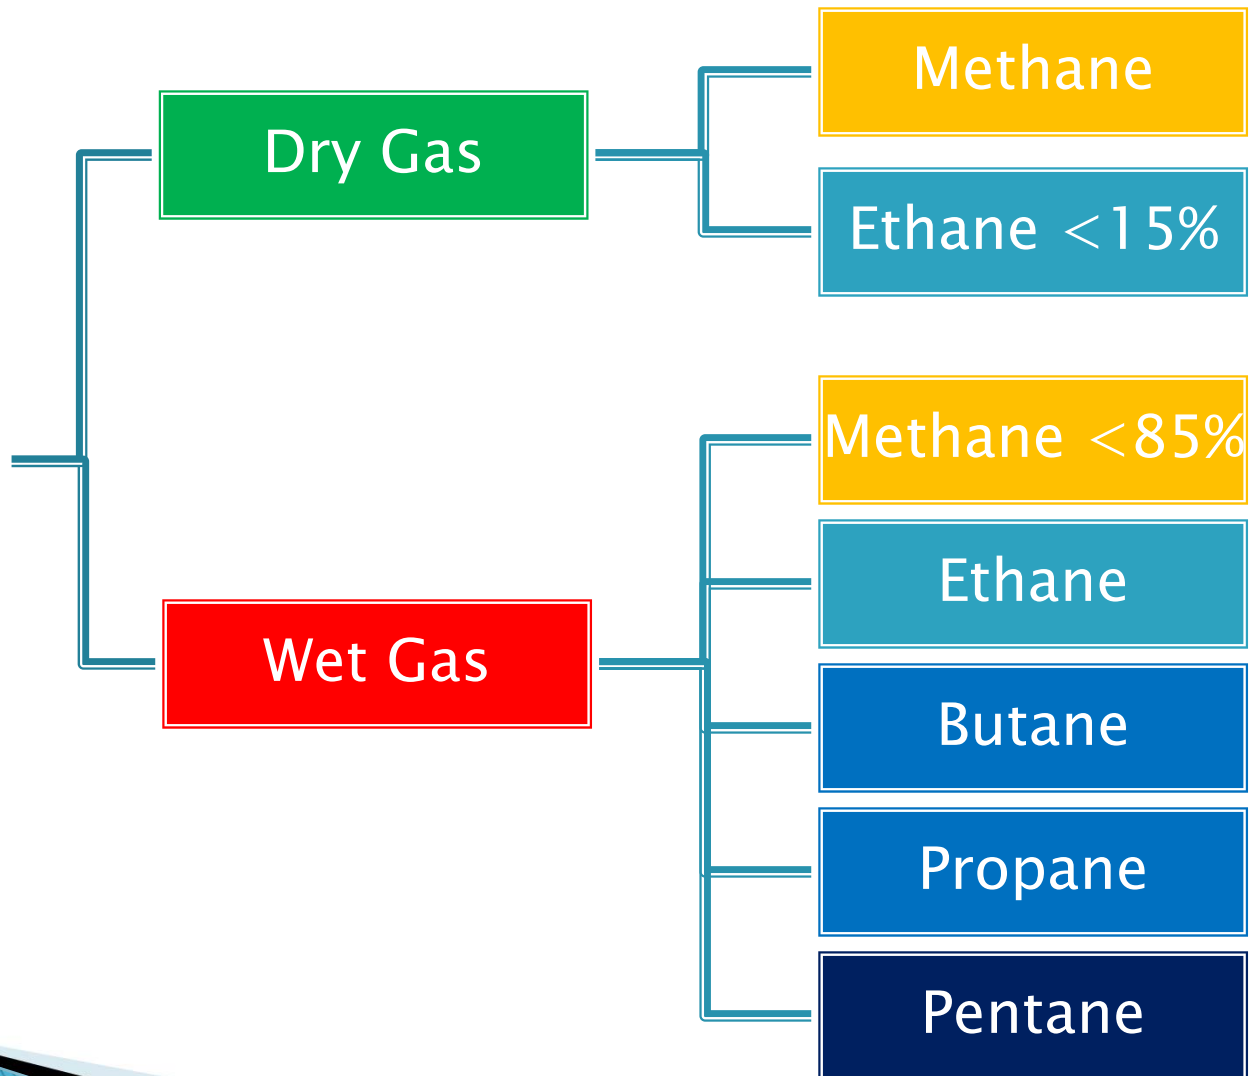 Dry Gas
Methane
Ethane <15%
Wet Gas
Methane <85%
Ethane
Butane
Propane
Pentane